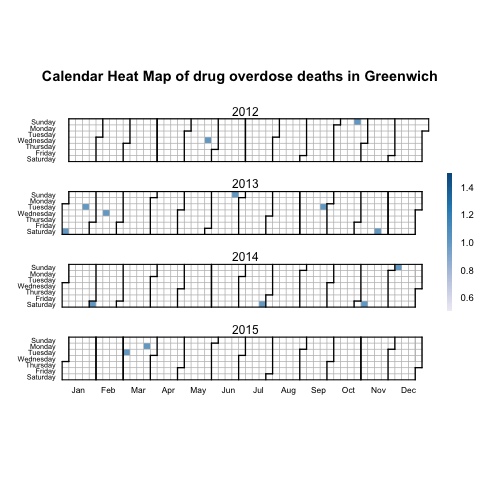 Calendar Heat Map of drug overdose deaths in Greenwich
2012
Sunday
Monday
Tuesday
Wednesday
Thursday
Friday
Saturday
2013
Sunday
Monday
Tuesday
Wednesday
Thursday
Friday
Saturday
2014
Sunday
Monday
Tuesday
Wednesday
Thursday
Friday
Saturday
2015
Sunday
Monday
Tuesday
Wednesday
Thursday
Friday
Saturday
Jan Feb Mar Apr May Jun Jul Aug Sep Oct Nov Dec
1.4
1.2
1.0
0.8
0.6